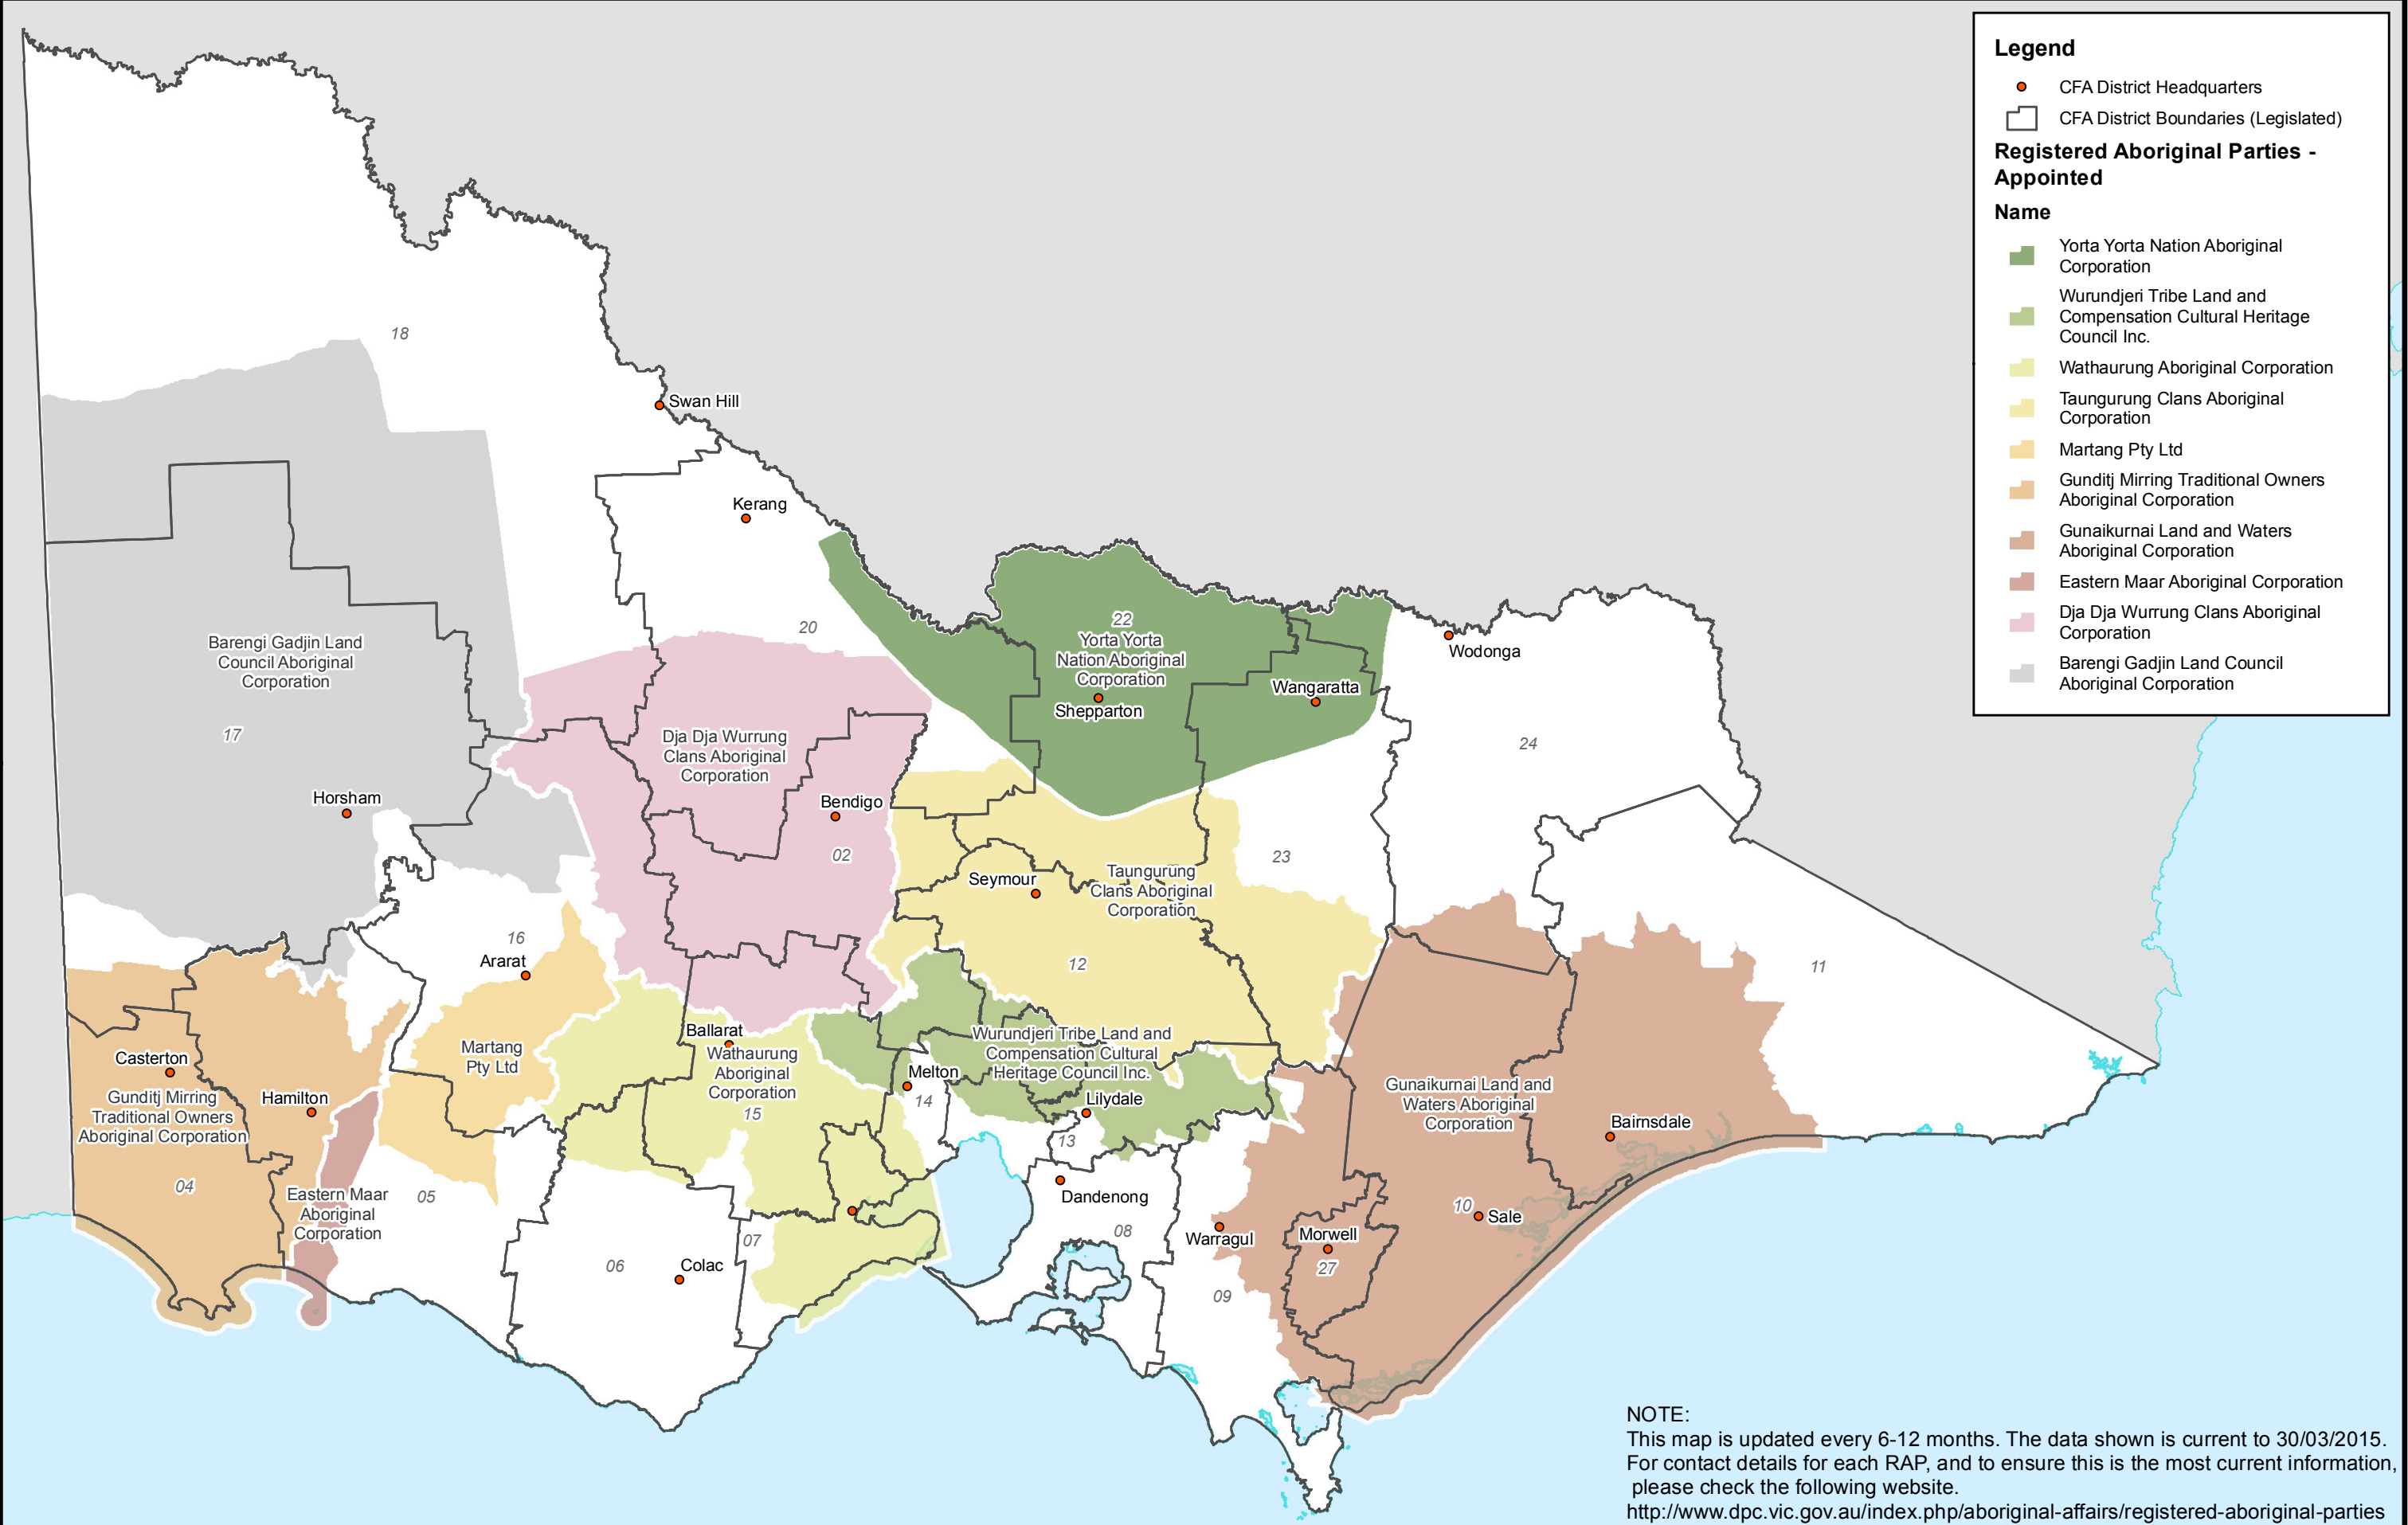 Legend
CFA District Headquarters
CFA District Boundaries (Legislated)
Registered Aboriginal Parties -
Appointed
Name
Yorta Yorta Nation Aboriginal
Corporation
Wurundjeri Tribe Land and
Compensation Cultural Heritage
Council Inc.
Wathaurung Aboriginal Corporation
Taungurung Clans Aboriginal
Corporation
Martang Pty Ltd
Gunditj Mirring Traditional Owners
Aboriginal Corporation
Gunaikurnai Land and Waters
Aboriginal Corporation
Eastern Maar Aboriginal Corporation
Dja Dja Wurrung Clans Aboriginal
Corporation
Barengi Gadjin Land Council
Aboriginal Corporation
18
Swan Hill
Kerang
20
22
Yorta Yorta
Nation Aboriginal
Corporation
Shepparton
Wangaratta
Wodonga
24
Barengi Gadjin Land
Council Aboriginal
Corporation
17
Horsham
Dja Dja Wurrung
Clans Aboriginal
Corporation
Bendigo
02
23
Seymour
Taungurung
Clans Aboriginal
Corporation
12
16
Ararat
11
Martang
Pty Ltd
Ballarat
Wathaurung
Aboriginal
Corporation
15
Wurundjeri Tribe Land and
Compensation Cultural
Heritage Council Inc.
Melton
14
Lilydale
13
Casterton
Gunditj Mirring
Traditional Owners
Aboriginal Corporation
Hamilton
04
Eastern Maar
Aboriginal
Corporation
05
Gunaikurnai Land and
Waters Aboriginal
Corporation
Bairnsdale
Dandenong
08
Warragul
Morwell
27
10
Sale
06
Colac
07
09
NOTE:
This map is updated every 6-12 months. The data shown is current to 30/03/2015.
For contact details for each RAP, and to ensure this is the most current information,
please check the following website.
http://www.dpc.vic.gov.au/index.php/aboriginal-affairs/registered-aboriginal-parties